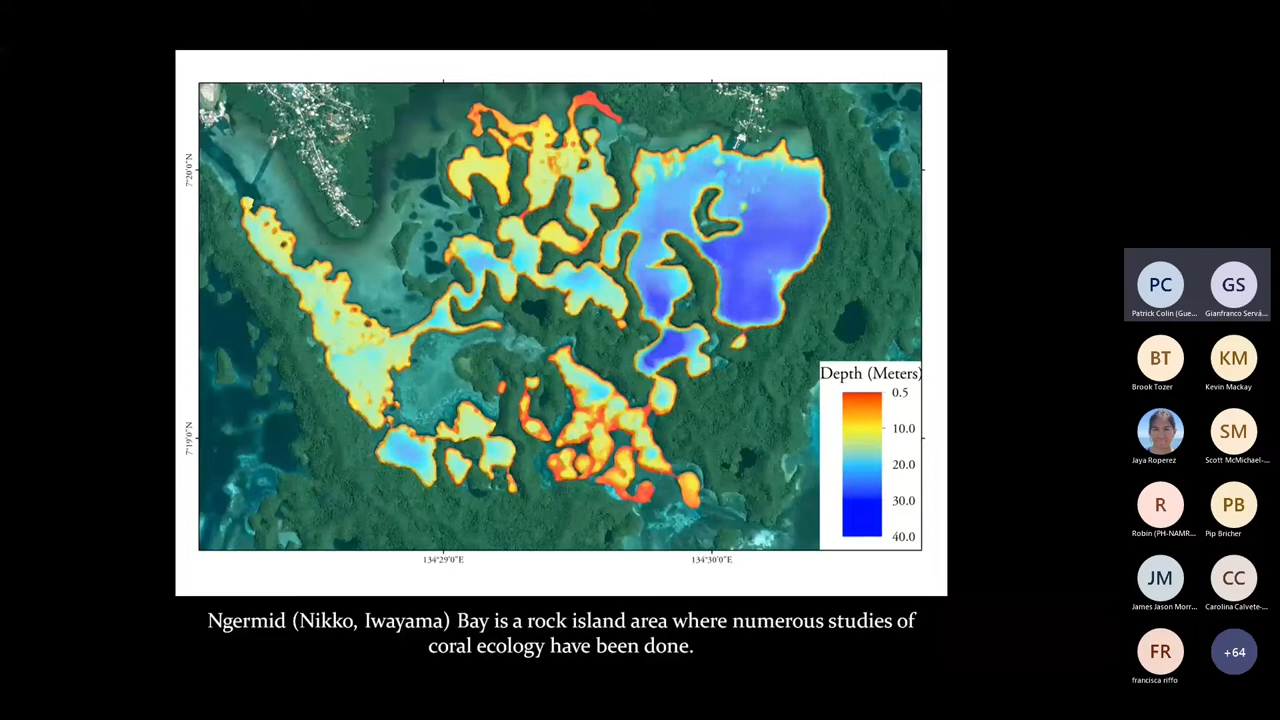 7°20'0"N
7°19'0"N
134°29'0"E
134°30'0"E
Depth (Meters)
0.5
10.0
20.0
30.0
40.0
Ngermid (Nikko, Iwayama) Bay is a rock island area where numerous studies of
coral ecology have been done.
PC
GS
Patrick Colin (Gue...
Gianfranco Servá...
BT
KM
Brook Tozer
Kevin Mackay
SM
Jaya Roperez
Scott McMichael-...
R
PB
Robin (PH-NAMR...
Pip Bricher
JM
CC
James Jason Morr...
Carolina Calvete-...
FR
+64
francisca riffo